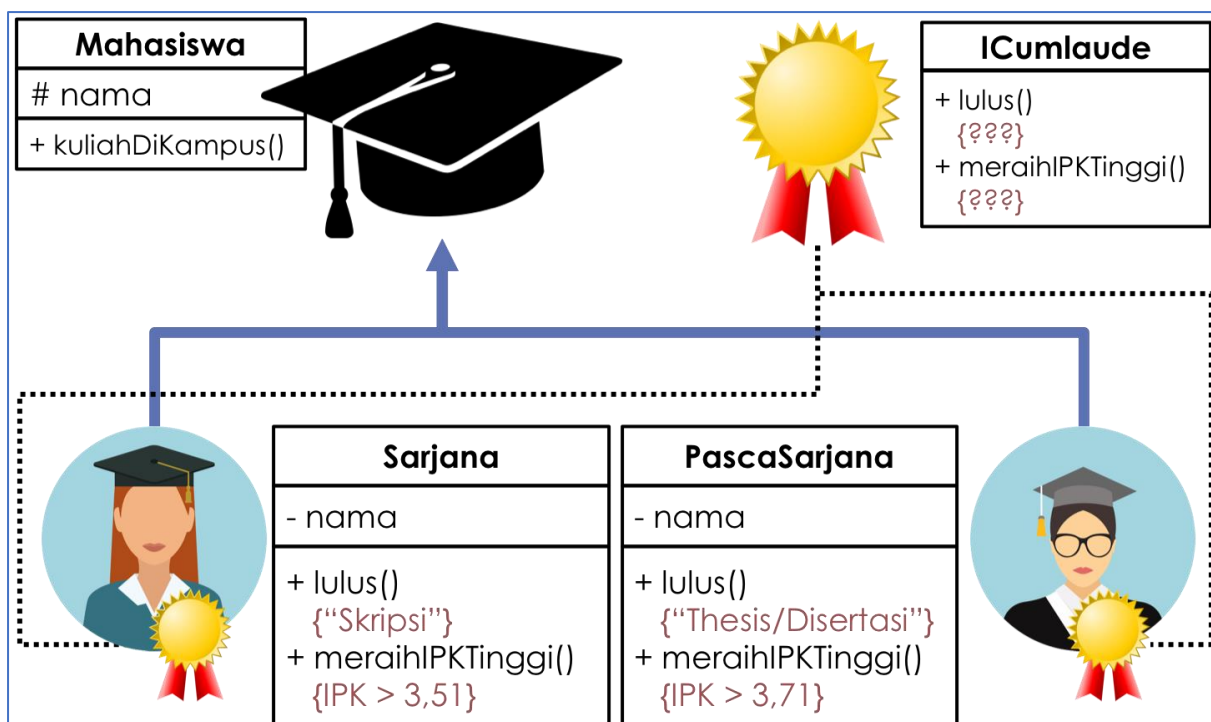 Mahasiswa
# nama
+ kuliahDiKampus()
ICumlaude
+ lulus()
{???}
+ meraihIPKTinggi()
{???}
Sarjana
- nama
+ lulus()
{“Skripsi”}
+ meraihIPKTinggi()
{IPK > 3,51}
PascaSarjana
- nama
+ lulus()
{“Thesis/Disertasi”}
+ meraihIPKTinggi()
{IPK > 3,71}